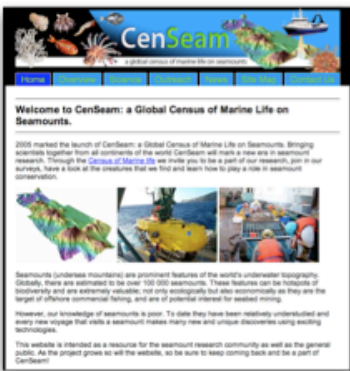 CenSeam
a global census of marine life on seamounts
Home Overview Science Outreach News Site Map Contact Us
Welcome to CenSeam: a Global Census of Marine Life on
Seamounts.
2005 marked the launch of CenSeam: a Global Census of Marine Life on Seamounts. Bringing
scientists together from all continents of the world CenSeam will mark a new era in seamount
research. Through the Census of Marine life we invite you to be a part of our research, join in our
surveys, have a look at the creatures that we find and learn how to play a role in seamount
conservation.
Seamounts (undersea mountains) are prominent features of the world's underwater topography.
Globally, there are estimated to be over 100 000 seamounts. These features can be hotspots of
biodiversity and are extremely valuable; not only ecologically but also economically as they are the
target of offshore commercial fishing, and are of potential interest for seabed mining.
However, our knowledge of seamounts is poor. To date they have been relatively understudied and
every new voyage that visits a seamount makes many new and unique discoveries using exciting
technologies.
This website is intended as a resource for the seamount research community as well as the general
public. As the project grows so will the website, so be sure to keep coming back and be a part of
CenSeam!